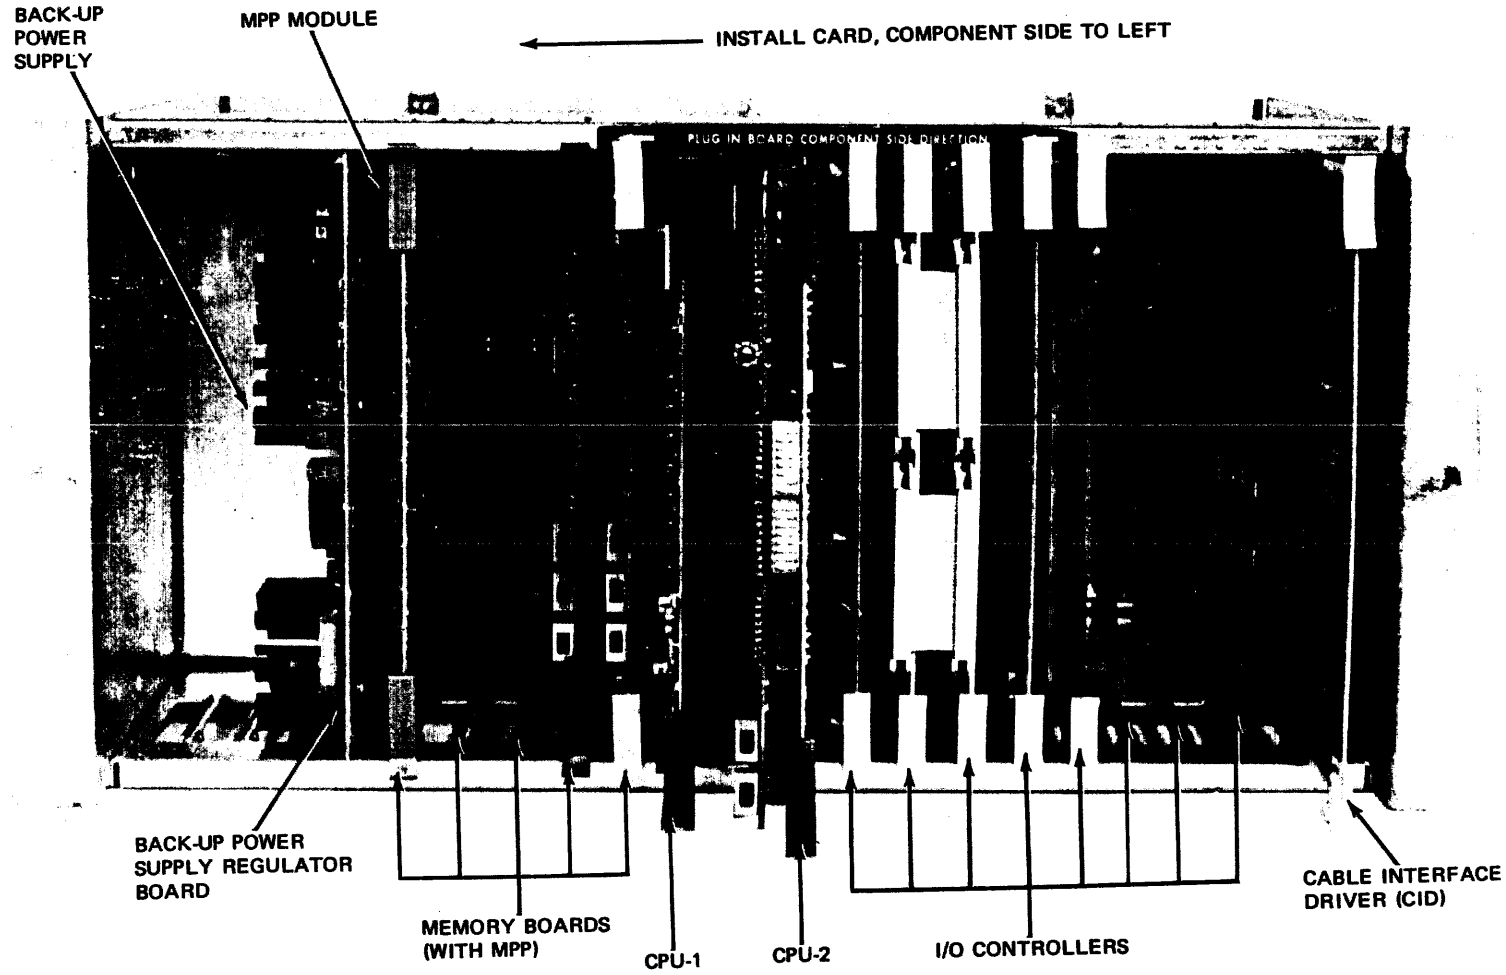 BACK-UP
POWER
SUPPLY
MPP MODULE
INSTALL CARD, COMPONENT SIDE TO LEFT
PLUG IN BOARD COMPONENT SIDE DIRECTION
BACK-UP POWER
SUPPLY REGULATOR
BOARD
MEMORY BOARDS
(WITH MPP)
CPU-1
CPU-2
I/O CONTROLLERS
CABLE INTERFACE
DRIVER (CID)